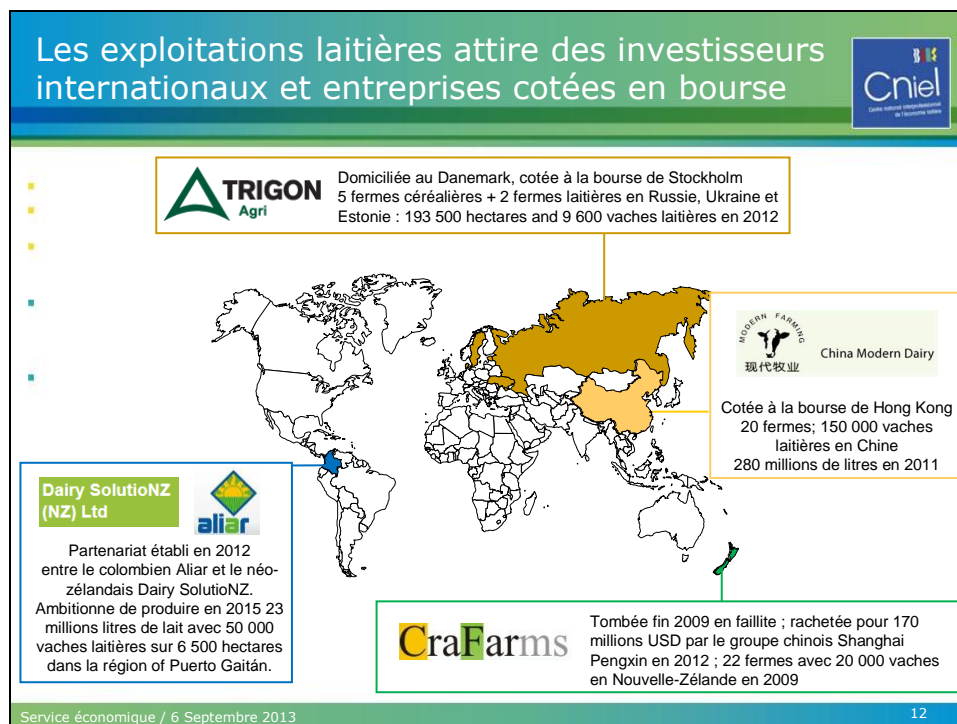 Les exploitations laitières attire des investisseurs
internationaux et entreprises cotées en bourse
Cniel
Centre national interprofessionnel
de l'économie laitière
TRIGON
Agri
Domiciliée au Danemark, cotée à la bourse de Stockholm
5 fermes céréalières + 2 fermes laitières en Russie, Ukraine et
Estonie : 193 500 hectares and 9 600 vaches laitières en 2012
MODERN FARMING
现代牧业
China Modern Dairy
Cotée à la bourse de Hong Kong
20 fermes; 150 000 vaches
laitières en Chine
280 millions de litres en 2011
Dairy SolutioNZ
(NZ) Ltd
aliar
Partenariat établi en 2012
entre le colombien Aliar et le néo-
zélandais Dairy SolutioNZ.
Ambitionne de produire en 2015 23
millions litres de lait avec 50 000
vaches laitières sur 6 500 hectares
dans la région of Puerto Gaitán.
CraFarms
Tombée fin 2009 en faillite ; rachetée pour 170
millions USD par le groupe chinois Shanghai
Pengxin en 2012 ; 22 fermes avec 20 000 vaches
en Nouvelle-Zélande en 2009
Service économique / 6 Septembre 2013
12